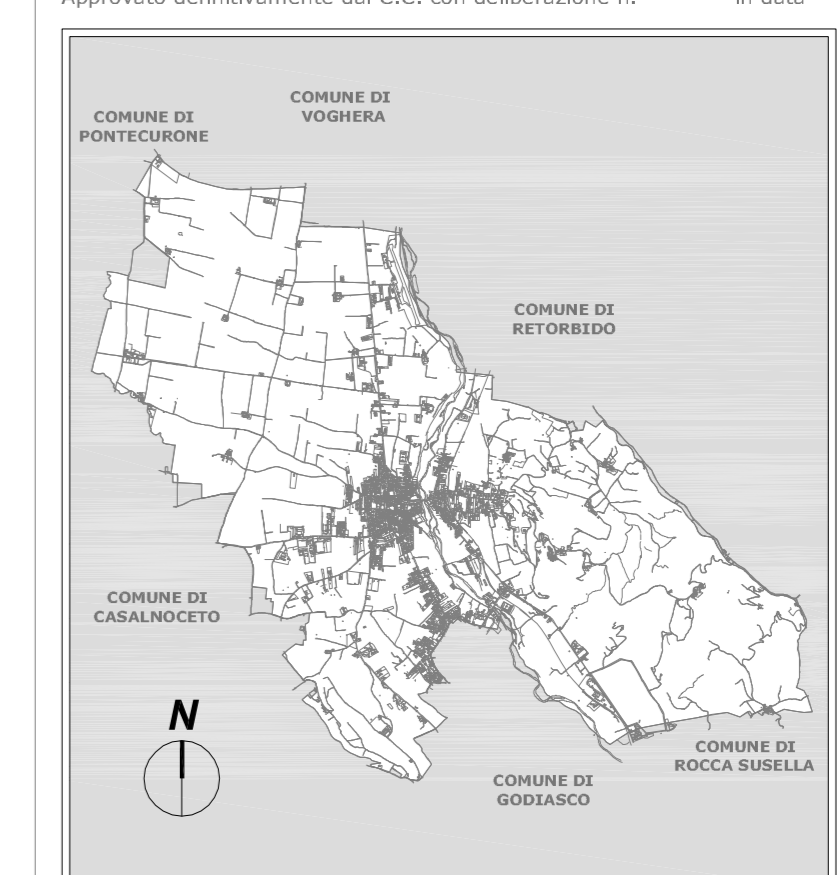 Approvato definitivamente dal C.C. con deliberazione n. in data
COMUNE DI
VOGHERA
COMUNE DI
PONTECURONE
COMUNE DI
RETORBIDO
COMUNE DI
CASALNOCETO
N
COMUNE DI
ROCCA SUSELLA
COMUNE DI
GODIASCO